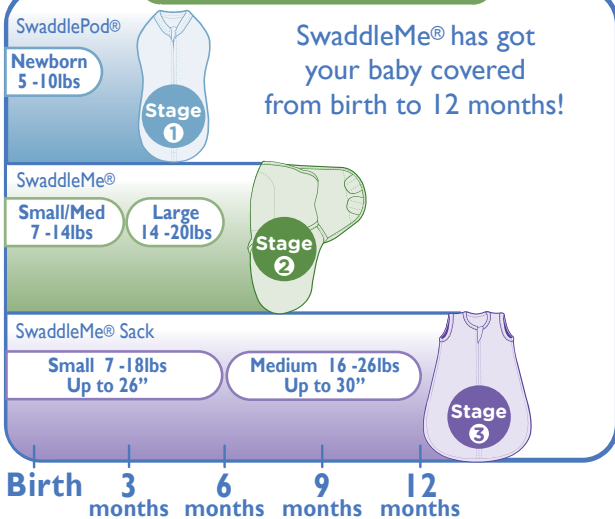 SwaddlePod®
Newborn
5 -10lbs
Stage
1
SwaddleMe® has got
your baby covered
from birth to 12 months!
SwaddleMe®
Small/Med
7 -14lbs
Large
14 -20lbs
Stage
2
SwaddleMe® Sack
Small 7 -18lbs
Up to 26”
Medium 16 -26lbs
Up to 30”
Stage
3
Birth 3 6 9 12
months months months months